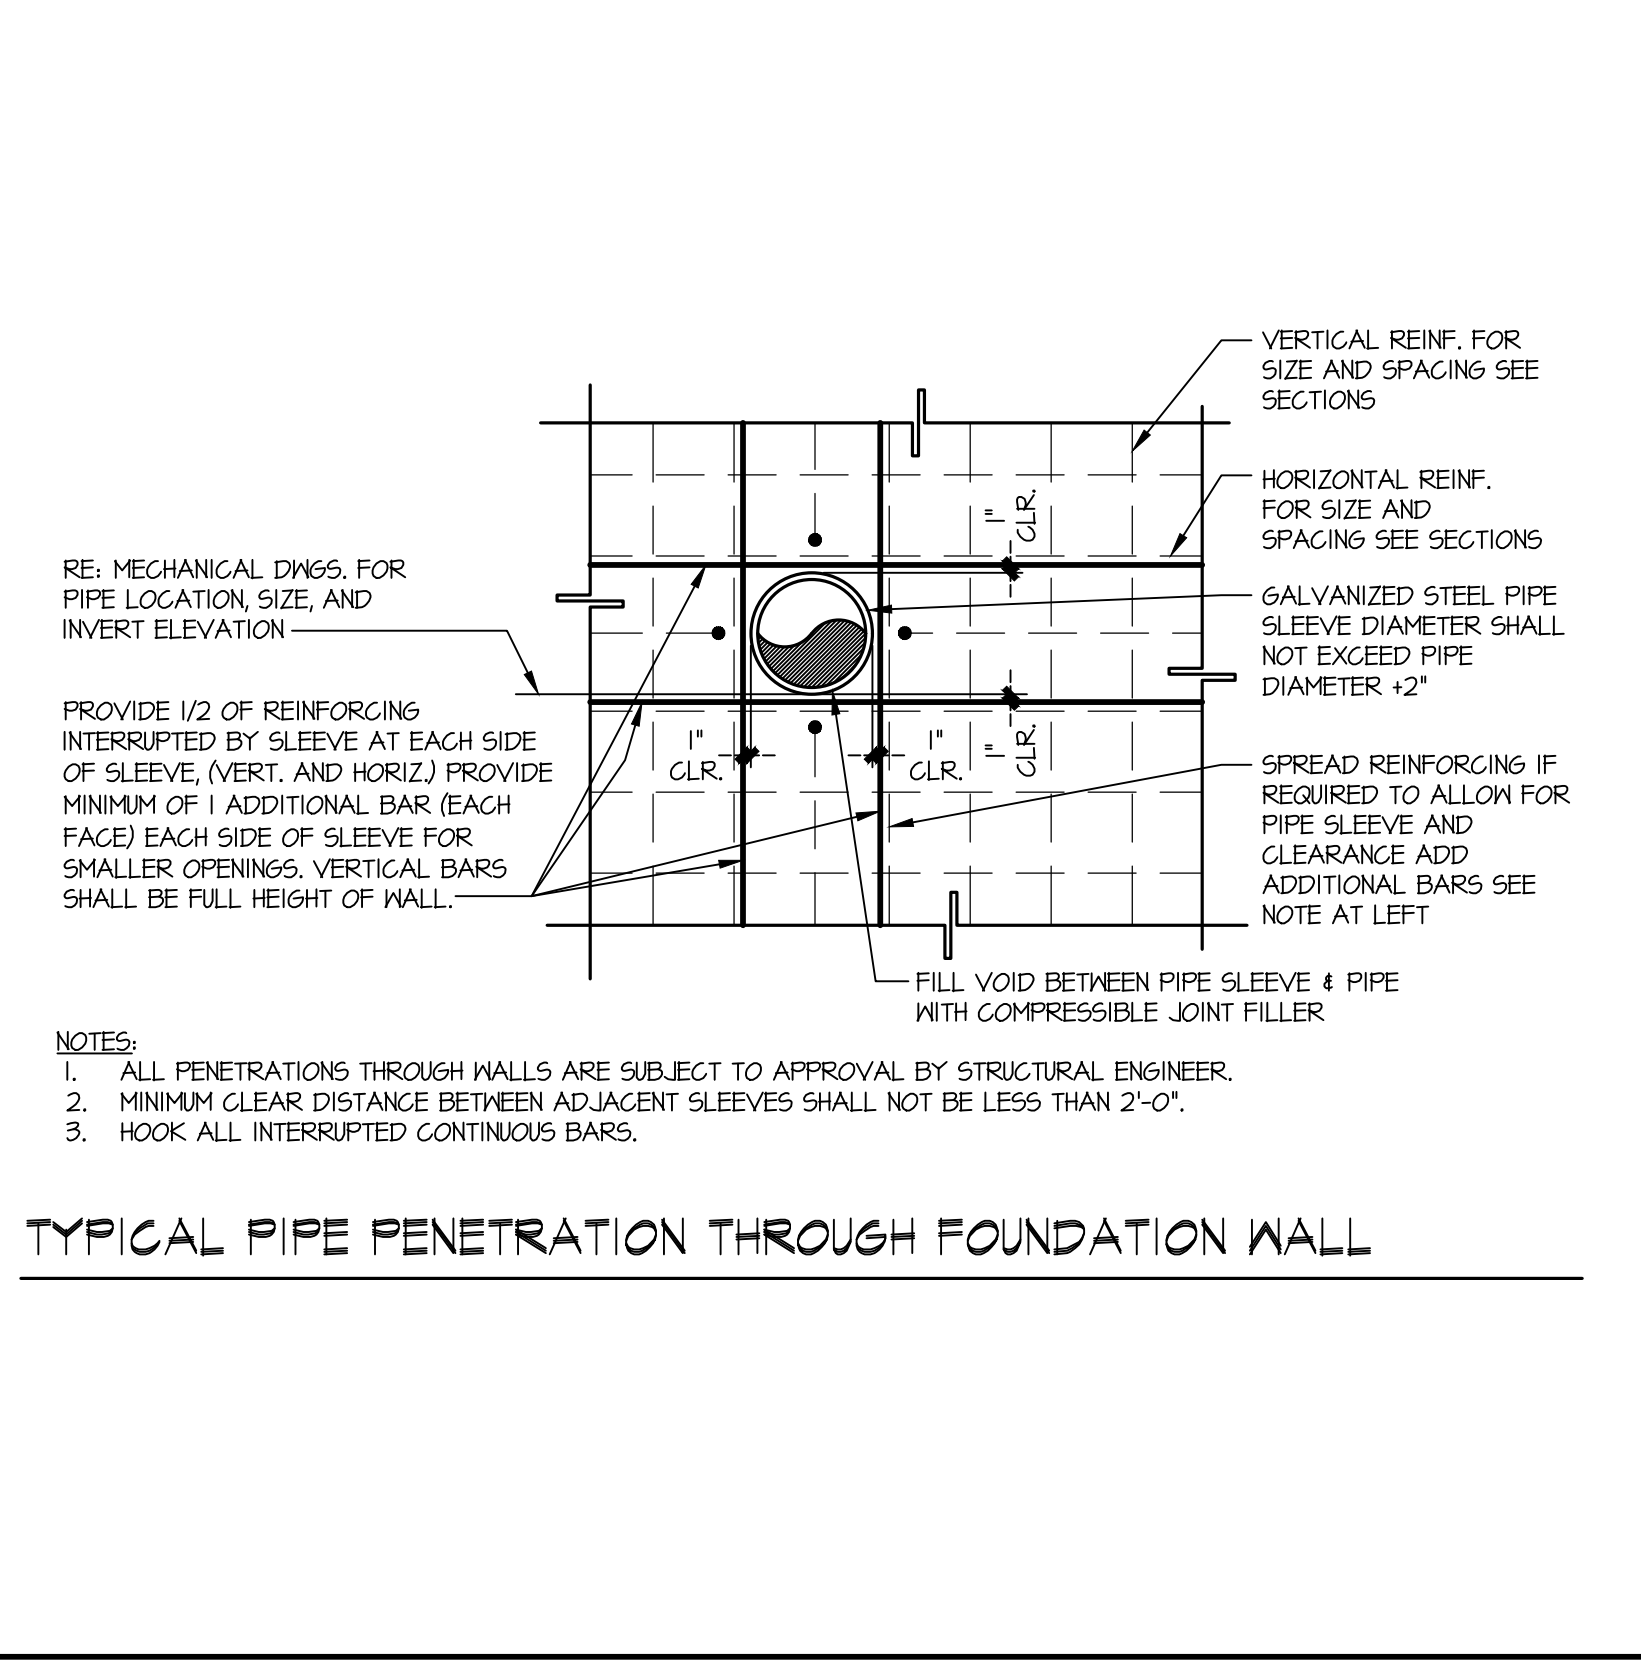 VERTICAL REINF. FOR
SIZE AND SPACING SEE
SECTIONS
HORIZONTAL REINF.
FOR SIZE AND
SPACING SEE SECTIONS
1"
CLR.
RE: MECHANICAL DWGS. FOR
PIPE LOCATION, SIZE, AND
INVERT ELEVATION
GALVANIZED STEEL PIPE
SLEEVE DIAMETER SHALL
NOT EXCEED PIPE
DIAMETER +2"
PROVIDE 1/2 OF REINFORCING
INTERRUPTED BY SLEEVE AT EACH SIDE
OF SLEEVE, (VERT. AND HORIZ.) PROVIDE
MINIMUM OF 1 ADDITIONAL BAR (EACH
FACE) EACH SIDE OF SLEEVE FOR
SMALLER OPENINGS. VERTICAL BARS
SHALL BE FULL HEIGHT OF WALL.
1"
CLR.
1"
CLR.
1"
CLR.
SPREAD REINFORCING IF
REQUIRED TO ALLOW FOR
PIPE SLEEVE AND
CLEARANCE ADD
ADDITIONAL BARS SEE
NOTE AT LEFT
FILL VOID BETWEEN PIPE SLEEVE & PIPE
WITH COMPRESSIBLE JOINT FILLER
NOTES:
1. ALL PENETRATIONS THROUGH WALLS ARE SUBJECT TO APPROVAL BY STRUCTURAL ENGINEER.
2. MINIMUM CLEAR DISTANCE BETWEEN ADJACENT SLEEVES SHALL NOT BE LESS THAN 2'-0".
3. HOOK ALL INTERRUPTED CONTINUOUS BARS.
TYPICAL PIPE PENETRATION THROUGH FOUNDATION WALL